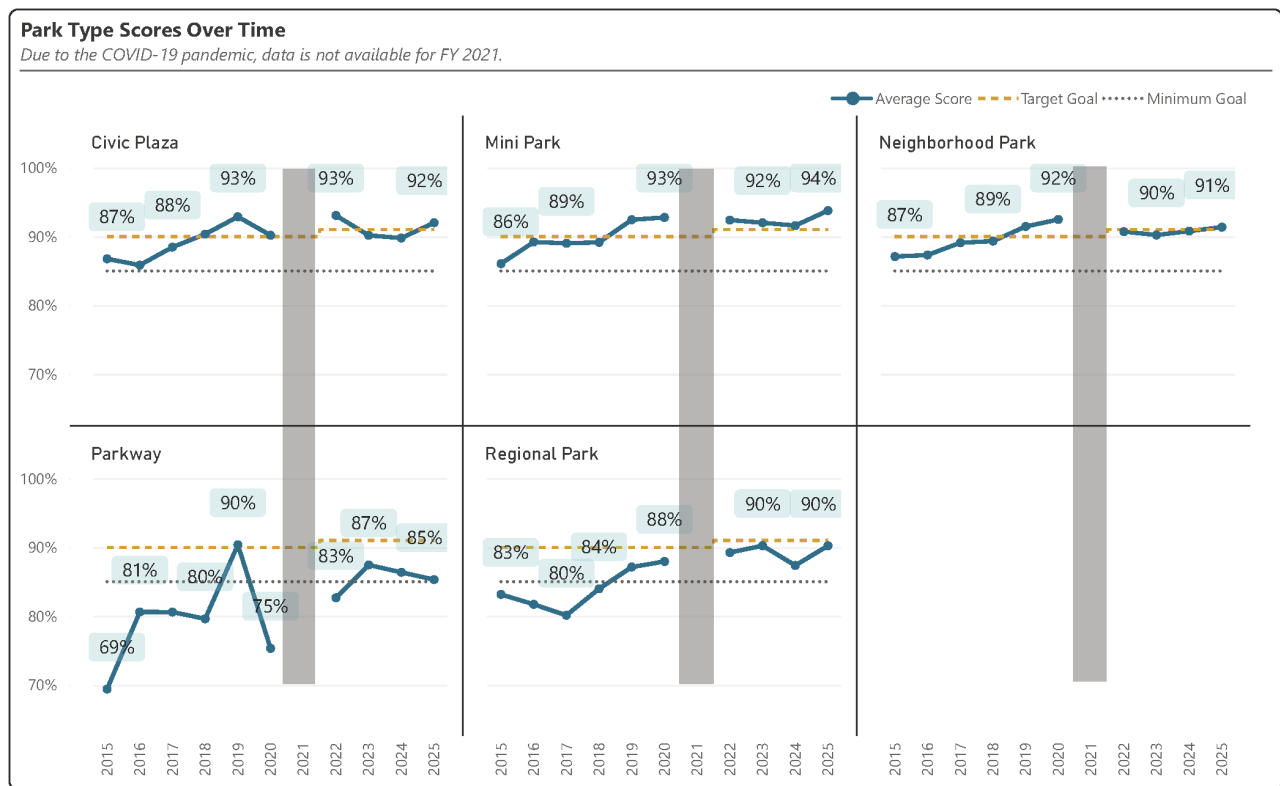 Park Type Scores Over Time
Due to the COVID-19 pandemic, data is not available for FY 2021.
Average Score Target Goal Minimum Goal
Civic Plaza Mini Park Neighborhood Park
100%
90%
80%
70%
87% 88% 93% 93% 92%
86% 89% 93% 92% 94%
87% 89% 92% 90% 91%
Parkway Regional Park
100%
90%
80%
70%
69% 81% 80% 90% 75% 83% 87% 85%
83% 80% 84% 88% 90% 90%
2015 2016 2017 2018 2019 2020 2021 2022 2023 2024 2025
2015 2016 2017 2018 2019 2020 2021 2022 2023 2024 2025
2015 2016 2017 2018 2019 2020 2021 2022 2023 2024 2025